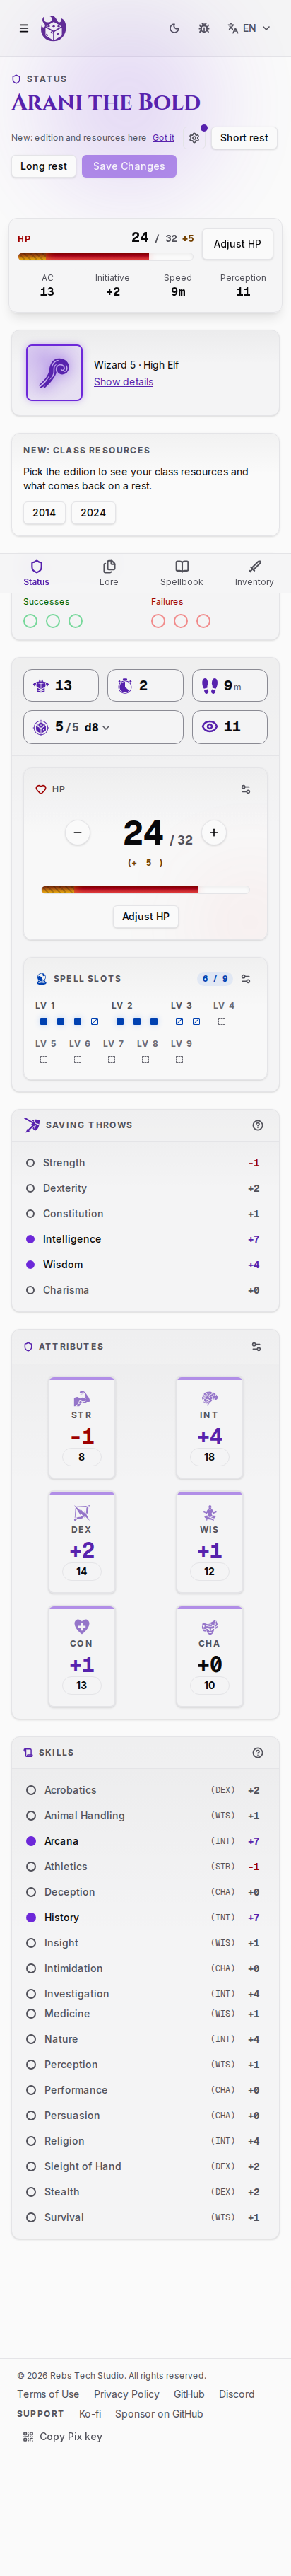 EN
STATUS
Arani the Bold
New: edition and resources here Got it
Short rest
Long rest
Save Changes
HP
24 / 32 +5
Adjust HP
AC
13
Initiative
+2
Speed
9m
Perception
11
Wizard 5 · High Elf
Show details
NEW: CLASS RESOURCES
Pick the edition to see your class resources and
what comes back on a rest.
2014
2024
Status
Lore
Spellbook
Inventory
Successes
Failures
13
2
9m
5/5 d8
11
HP
24 /32
(+ 5 )
Adjust HP
SPELL SLOTS
6 / 9
LV 1
LV 2
LV 3
LV 4
LV 5
LV 6
LV 7
LV 8
LV 9
SAVING THROWS
Strength -1
Dexterity +2
Constitution +1
Intelligence +7
Wisdom +4
Charisma +0
ATTRIBUTES
STR
-1
8
INT
+4
18
DEX
+2
14
WIS
+1
12
CON
+1
13
CHA
+0
10
SKILLS
Acrobatics (DEX) +2
Animal Handling (WIS) +1
Arcana (INT) +7
Athletics (STR) -1
Deception (CHA) +0
History (INT) +7
Insight (WIS) +1
Intimidation (CHA) +0
Investigation (INT) +4
Medicine (WIS) +1
Nature (INT) +4
Perception (WIS) +1
Performance (CHA) +0
Persuasion (CHA) +0
Religion (INT) +4
Sleight of Hand (DEX) +2
Stealth (DEX) +2
Survival (WIS) +1
© 2026 Rebs Tech Studio. All rights reserved.
Terms of Use Privacy Policy GitHub Discord
SUPPORT Ko-fi Sponsor on GitHub
Copy Pix key